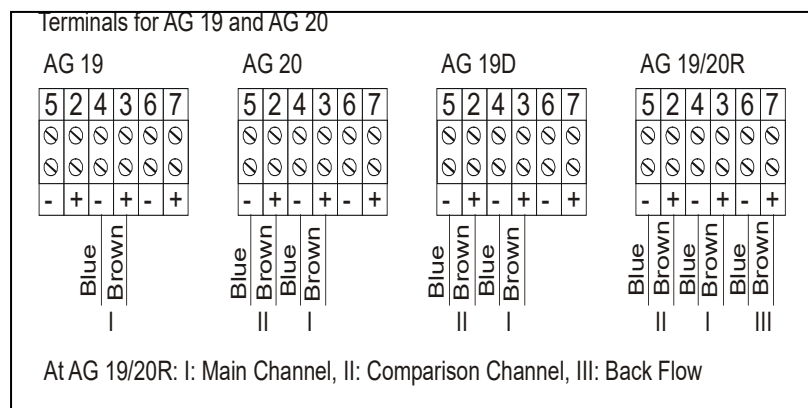 Terminals for AG 19 and AG 20
AG 19 AG 20 AG 19D AG 19/20R
5 2 4 3 6 7 5 2 4 3 6 7 5 2 4 3 6 7 5 2 4 3 6 7
- + - + - + - + - + - + - + - + - + - + - + - +
Blue Brown Blue Brown Blue Brown Blue Brown Blue Brown Blue Brown Blue Brown Blue Brown
I II I II I II I III
At AG 19/20R: I: Main Channel, II: Comparison Channel, III: Back Flow